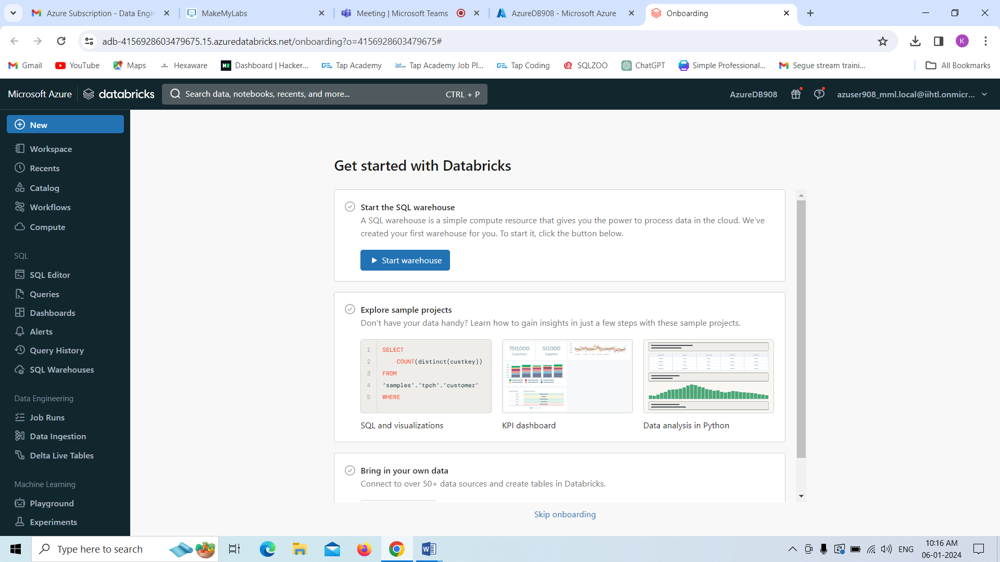 Azure Subscription - Data Engin
MakeMyLabs
Meeting | Microsoft Teams
AzureDB908 - Microsoft Azure
Onboarding
adb-4156928603479675.15.azuredatabricks.net/onboarding?o=4156928603479675#
K
Gmail
YouTube
Maps
Hexaware
Dashboard | Hacker...
Tap Academy
Tap Academy Job Pl...
Tap Coding
SQLZOO
ChatGPT
Simple Professional...
Segue stream traini...
All Bookmarks
Microsoft Azure
databricks
Search data, notebooks, recents, and more...
CTRL + P
AzureDB908
azuser908_mml.local@iihtl.onmicr...
New
Workspace
Recents
Catalog
Workflows
Compute
SQL
SQL Editor
Queries
Dashboards
Alerts
Query History
SQL Warehouses
Data Engineering
Job Runs
Data Ingestion
Delta Live Tables
Machine Learning
Playground
Experiments
Get started with Databricks
Start the SQL warehouse
A SQL warehouse is a simple compute resource that gives you the power to process data in the cloud. We've
created your first warehouse for you. To start it, click the button below.
Start warehouse
Explore sample projects
Don't have your data handy? Learn how to gain insights in just a few steps with these sample projects.
1 SELECT
2 COUNT(distinct(custkey))
3 FROM
4 ‘samples’.‘tpch’.‘customer’
5 WHERE
750,000
Customers
50,000
Suppliers
SQL and visualizations
KPI dashboard
Data analysis in Python
Bring in your own data
Connect to over 50+ data sources and create tables in Databricks.
Skip onboarding
Type here to search
ENG
10:16 AM
06-01-2024